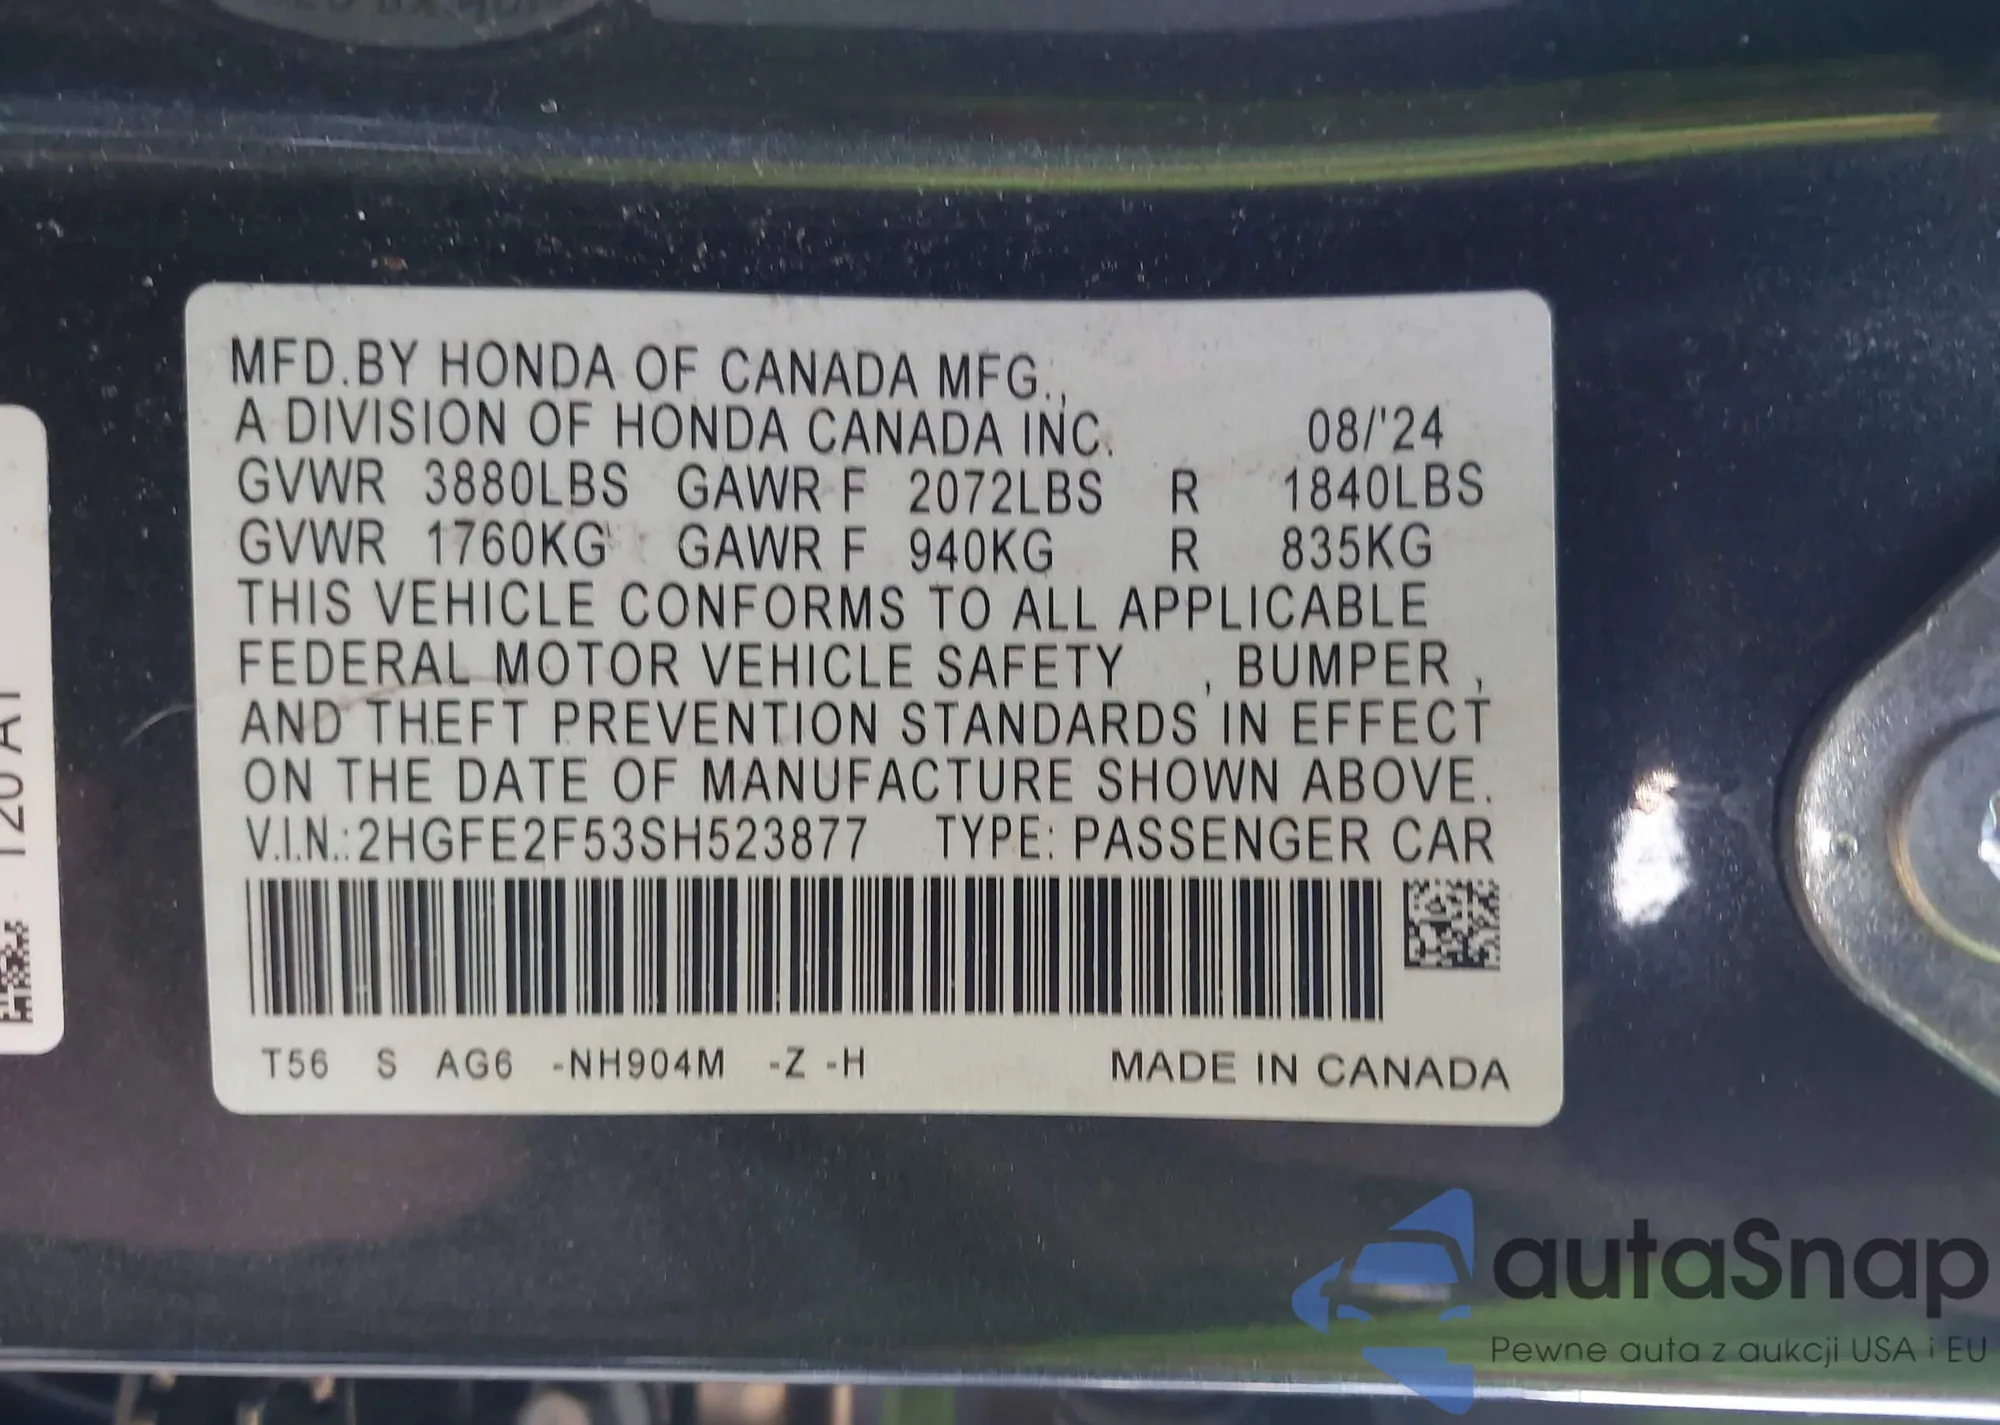 MFD.BY HONDA OF CANADA MFG.,
A DIVISION OF HONDA CANADA INC. 08/'24
GVWR 3880LBS GAWR F 2072LBS R 1840LBS
GVWR 1760KG GAWR F 940KG R 835KG
THIS VEHICLE CONFORMS TO ALL APPLICABLE
FEDERAL MOTOR VEHICLE SAFETY , BUMPER ,
AND THEFT PREVENTION STANDARDS IN EFFECT
ON THE DATE OF MANUFACTURE SHOWN ABOVE.
V.I.N.:2HGFE2F53SH523877 TYPE: PASSENGER CAR
T56 S AG6 -NH904M -Z -H MADE IN CANADA
autaSnap
Pewne auta z aukcji USA i EU